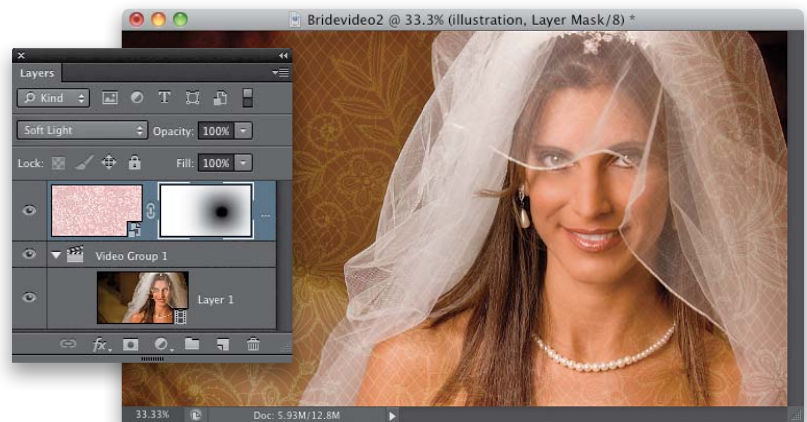 Bridevideo2 @ 33.3% (illustration, Layer Mask/8) *
Layers
Kind
T
Soft Light
Opacity: 100%
Lock:
Fill: 100%
...
Video Group 1
Layer 1
fx
33.33%
Doc: 5.93M/12.8M